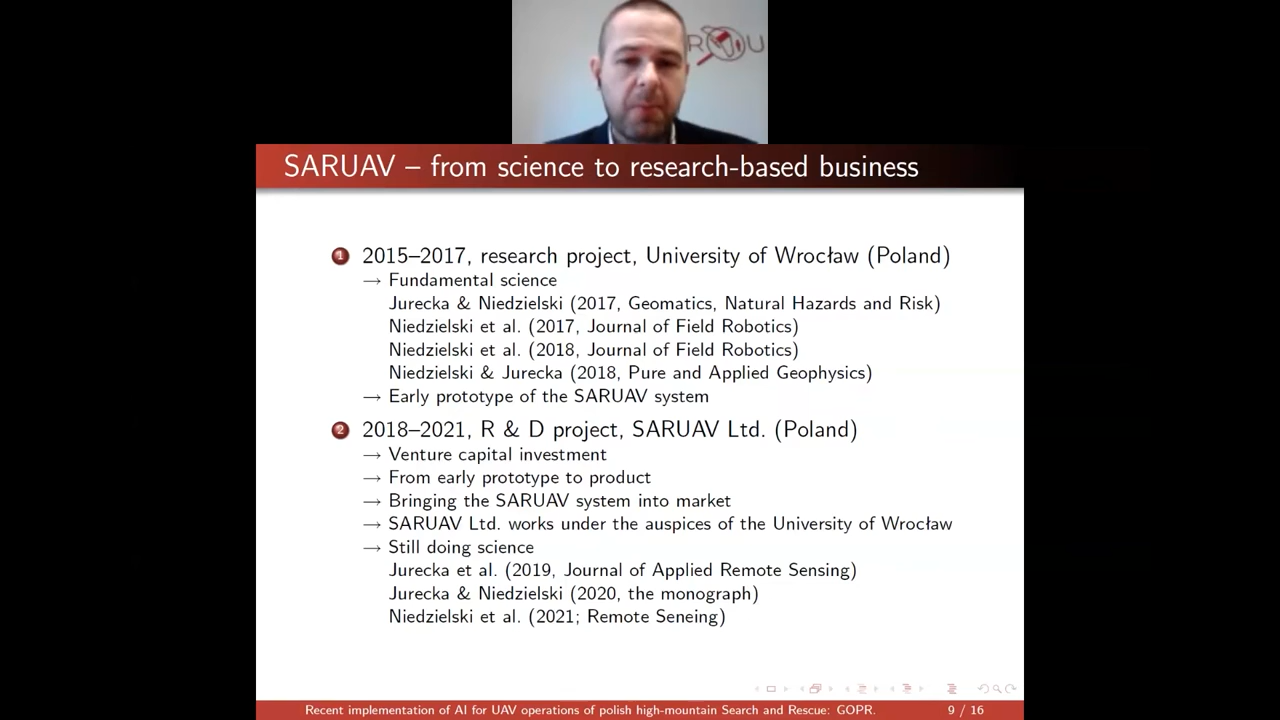 R U
SARUAV – from science to research-based business
1 2015–2017, research project, University of Wrocław (Poland)
→ Fundamental science
Jurecka & Niedzielski (2017, Geomatics, Natural Hazards and Risk)
Niedzielski et al. (2017, Journal of Field Robotics)
Niedzielski et al. (2018, Journal of Field Robotics)
Niedzielski & Jurecka (2018, Pure and Applied Geophysics)
→ Early prototype of the SARUAV system
2 2018–2021, R & D project, SARUAV Ltd. (Poland)
→ Venture capital investment
→ From early prototype to product
→ Bringing the SARUAV system into market
→ SARUAV Ltd. works under the auspices of the University of Wrocław
→ Still doing science
Jurecka et al. (2019, Journal of Applied Remote Sensing)
Jurecka & Niedzielski (2020, the monograph)
Niedzielski et al. (2021; Remote Seneing)
Recent implementation of AI for UAV operations of polish high-mountain Search and Rescue: GOPR. 9 / 16